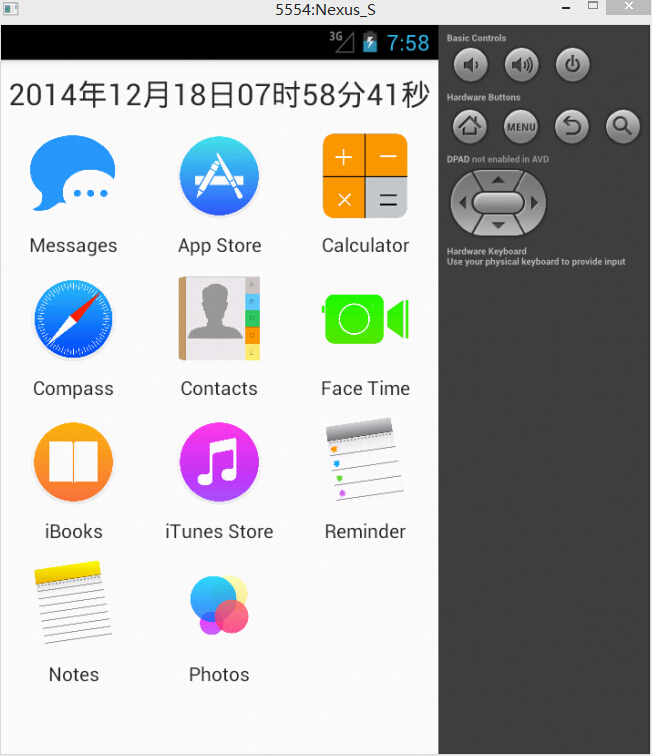 5554:Nexus_S
3G 7:58
2014年12月18日07时58分41秒
Messages App Store Calculator
Compass Contacts Face Time
iBooks iTunes Store Reminder
Notes Photos
Basic Controls
Hardware Buttons
MENU
DPAD not enabled in AVD
Hardware Keyboard
Use your physical keyboard to provide input